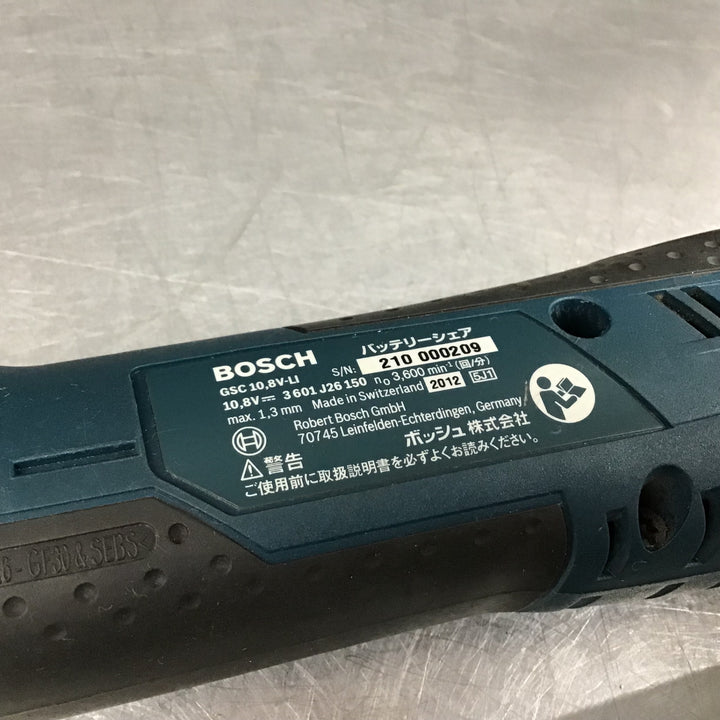 BOSCH
バッテリーシェア
GSC 10,8V-LI
S/N: 210 000209
10,8V⎓ 3 601 J26 150 n₀ 3,600 min⁻¹ (回/分)
max. 1,3 mm Made in Switzerland 2012 5J1
Robert Bosch GmbH
70745 Leinfelden-Echterdingen, Germany
ボッシュ株式会社
警告
ご使用前に取扱説明書を必ずよくお読みください。
6-GF30 & SEBS<